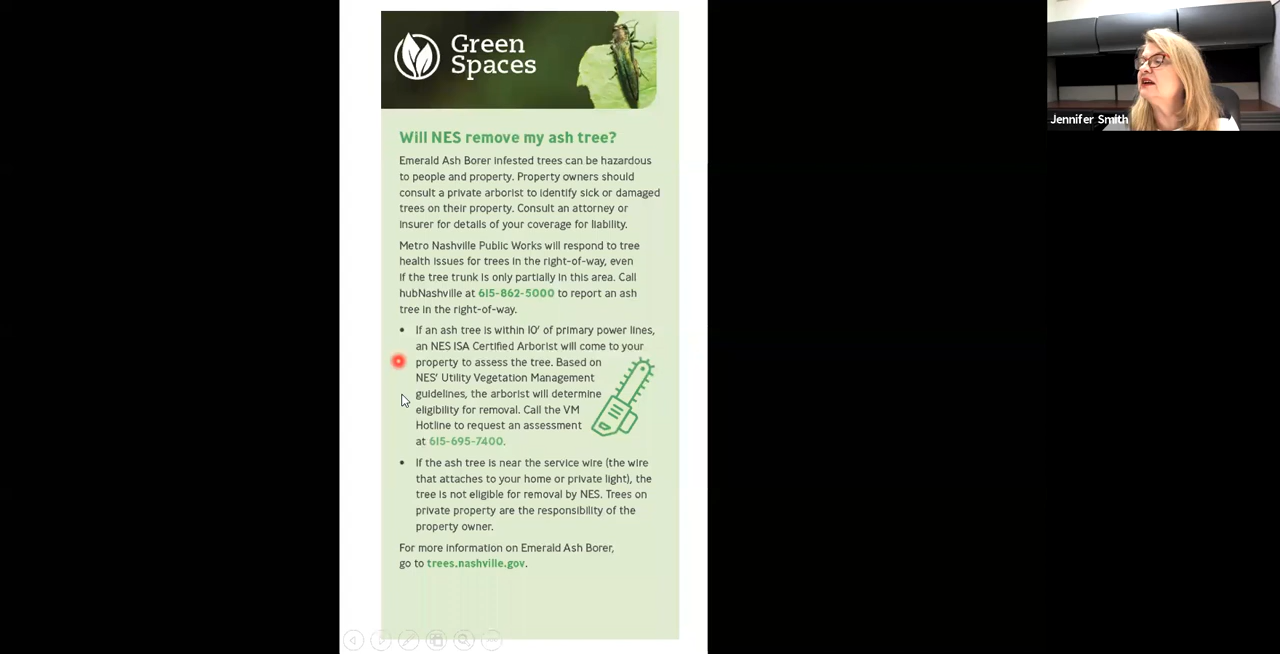 Green
Spaces
Jennifer Smith
Will NES remove my ash tree?
Emerald Ash Borer infested trees can be hazardous
to people and property. Property owners should
consult a private arborist to identify sick or damaged
trees on their property. Consult an attorney or
insurer for details of your coverage for liability.
Metro Nashville Public Works will respond to tree
health issues for trees in the right-of-way, even
if the tree trunk is only partially in this area. Call
hubNashville at 615-862-5000 to report an ash
tree in the right-of-way.
• If an ash tree is within 10' of primary power lines,
an NES ISA Certified Arborist will come to your
property to assess the tree. Based on
NES' Utility Vegetation Management
guidelines, the arborist will determine
eligibility for removal. Call the VM
Hotline to request an assessment
at 615-695-7400.
• If the ash tree is near the service wire (the wire
that attaches to your home or private light), the
tree is not eligible for removal by NES. Trees on
private property are the responsibility of the
property owner.
For more information on Emerald Ash Borer,
go to trees.nashville.gov.